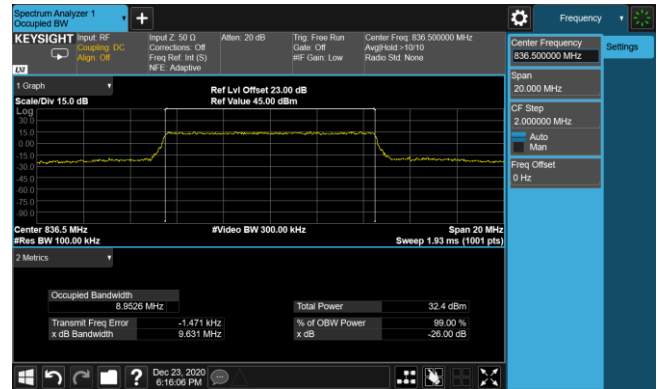 Spectrum Analyzer 1
Occupied BW
Frequency
KEYSIGHT
Input: RF
Coupling: DC
Align: Off
Input Z: 50 Ω
Corrections: Off
Freq Ref: Int (S)
NFE: Adaptive
Atten: 20 dB
Trig: Free Run
Gate: Off
#IF Gain: Low
Center Freq: 836.500000 MHz
Avg|Hold:>10/10
Radio Std: None
LXI
Center Frequency
836.500000 MHz
Settings
Span
20.000 MHz
CF Step
2.000000 MHz
Auto
Man
Freq Offset
0 Hz
1 Graph
Scale/Div 15.0 dB
Ref Lvl Offset 23.00 dB
Ref Value 45.00 dBm
Log
30.0
15.0
0.00
-15.0
-30.0
-45.0
-60.0
-75.0
-90.0
Center 836.5 MHz
#Video BW 300.00 kHz
Span 20 MHz
#Res BW 100.00 kHz
Sweep 1.93 ms (1001 pts)
2 Metrics
Occupied Bandwidth
8.9526 MHz
Total Power
32.4 dBm
Transmit Freq Error
-1.471 kHz
% of OBW Power
99.00 %
x dB Bandwidth
9.631 MHz
x dB
-26.00 dB
?
Dec 23, 2020
6:16:06 PM